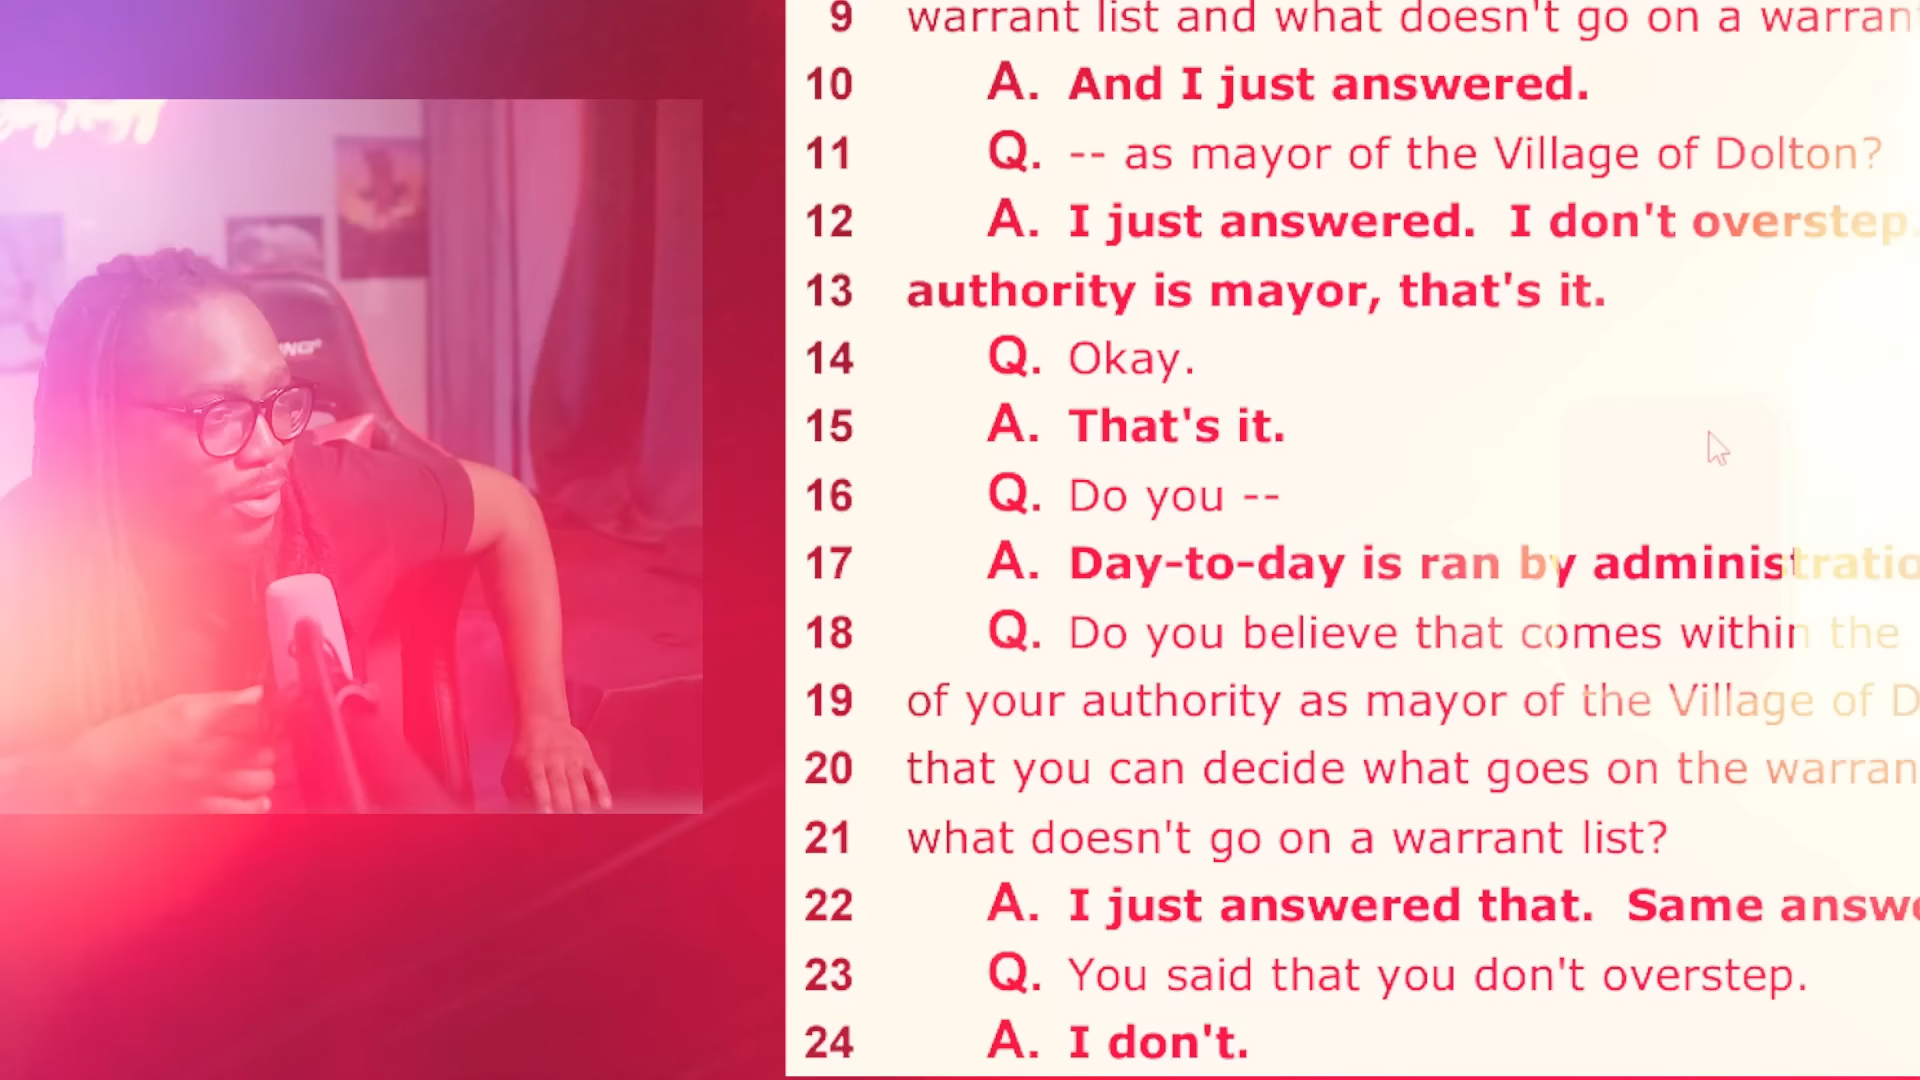 9 warrant list and what doesn't go on a warrant
10 A. And I just answered.
11 Q. -- as mayor of the Village of Dolton?
12 A. I just answered. I don't overstep.
13 authority is mayor, that's it.
14 Q. Okay.
15 A. That's it.
16 Q. Do you --
17 A. Day-to-day is ran by administratio
18 Q. Do you believe that comes within the
19 of your authority as mayor of the Village of D
20 that you can decide what goes on the warran
21 what doesn't go on a warrant list?
22 A. I just answered that. Same answe
23 Q. You said that you don't overstep.
24 A. I don't.